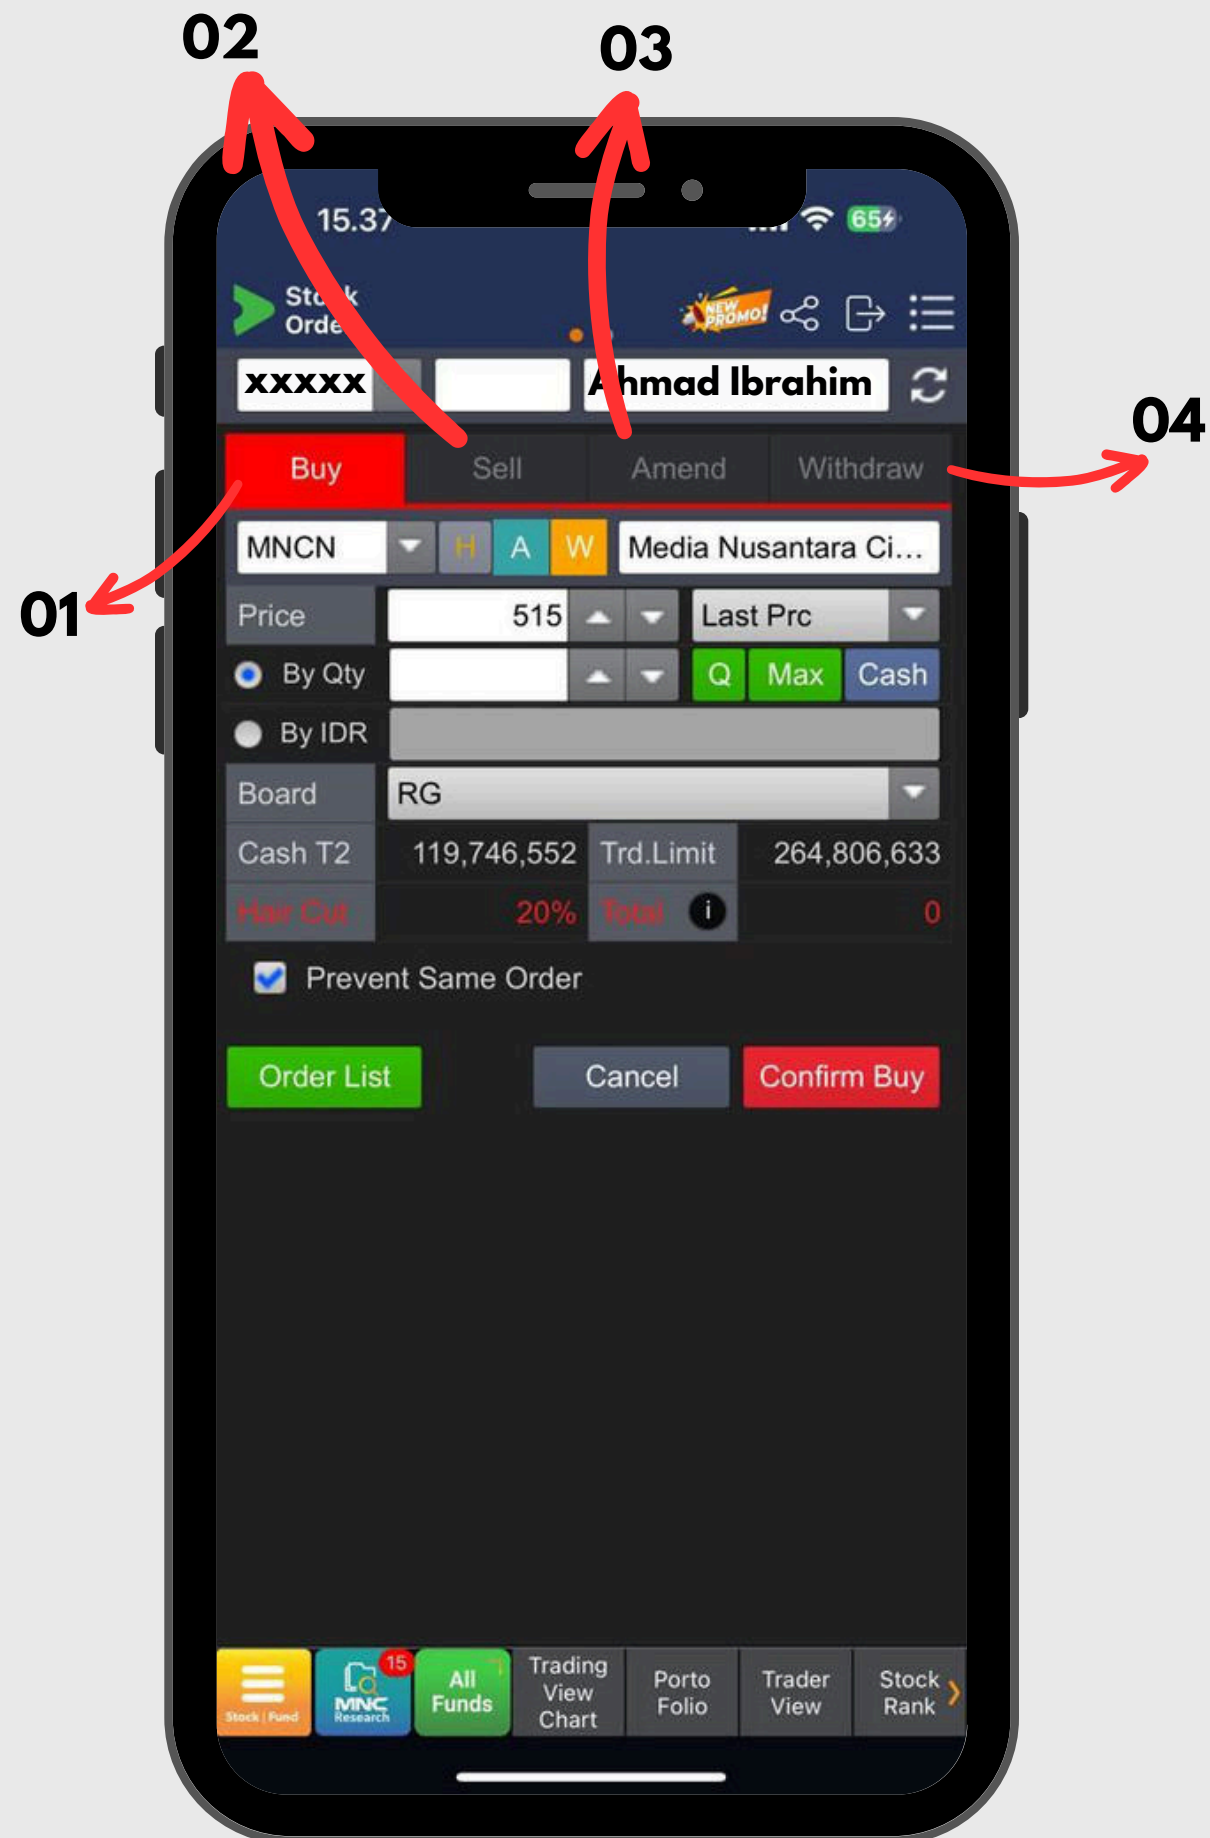 02
03
15.37
65
Stock
Order
NEW
PROMO!
xxxxx
Ahmad Ibrahim
04
Buy
Sell
Amend
Withdraw
MNCN
H
A
W
Media Nusantara Ci...
01
Price
515
Last Prc
By Qty
Q
Max
Cash
By IDR
Board
RG
Cash T2
119,746,552
Trd.Limit
264,806,633
Hair Cut
20%
Total
i
0
Prevent Same Order
Order List
Cancel
Confirm Buy
Stock | Fund
15
MNC
Research
All
Funds
Trading
View
Chart
Porto
Folio
Trader
View
Stock
Rank